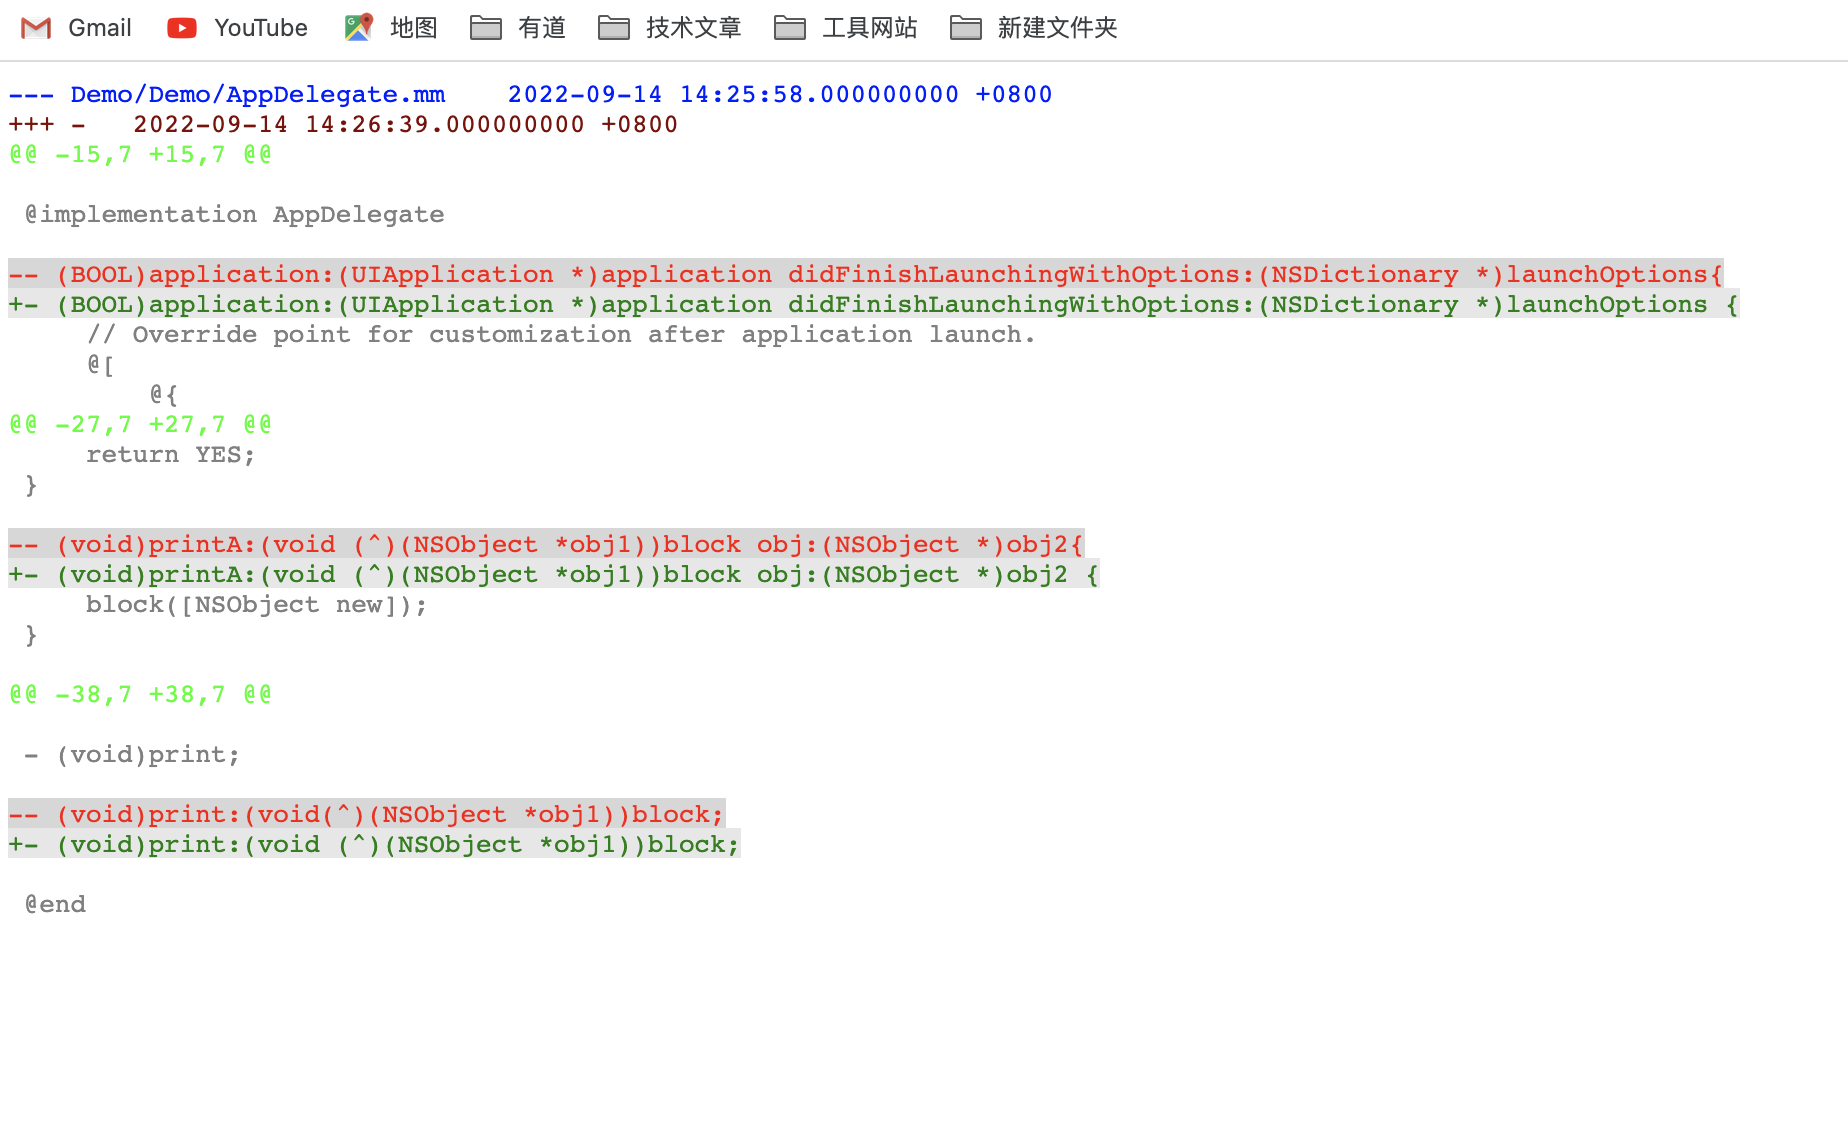 Gmail YouTube 地图 有道 技术文章 工具网站 新建文件夹
--- Demo/Demo/AppDelegate.mm    2022-09-14 14:25:58.000000000 +0800
+++ -   2022-09-14 14:26:39.000000000 +0800
@@ -15,7 +15,7 @@
 @implementation AppDelegate
-- (BOOL)application:(UIApplication *)application didFinishLaunchingWithOptions:(NSDictionary *)launchOptions{
+- (BOOL)application:(UIApplication *)application didFinishLaunchingWithOptions:(NSDictionary *)launchOptions {
     // Override point for customization after application launch.
     @[
         @{
@@ -27,7 +27,7 @@
     return YES;
 }
-- (void)printA:(void (^)(NSObject *obj1))block obj:(NSObject *)obj2{
+- (void)printA:(void (^)(NSObject *obj1))block obj:(NSObject *)obj2 {
     block([NSObject new]);
 }
@@ -38,7 +38,7 @@
 - (void)print;
-- (void)print:(void(^)(NSObject *obj1))block;
+- (void)print:(void (^)(NSObject *obj1))block;
 @end